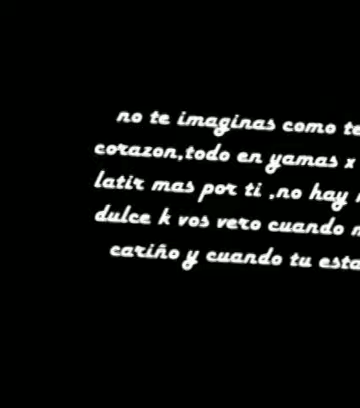 no te imaginas como te
corazon,todo en yamas x
latir mas por ti ,no hay
dulce k vos vero cuando
cariño y cuando tu esta